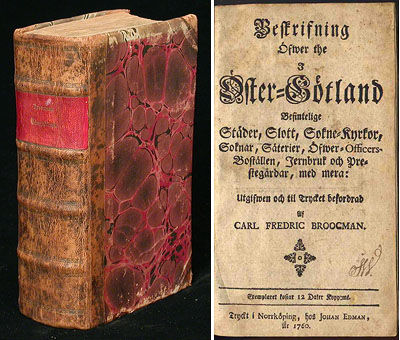 Beskrifning
Öfwer the
I
Öster-Götland
Befintelige
Städer, Slott, Sokne-Kyrkor,
Soknar, Säterier, Öfwer-Officers-
Boställen, Jernbruk och Pre-
stegårdar, med mera:
Utgifwen och til Trycket befordrad
Af
CARL FREDRIC BROOCMAN.
Exemplaret kostar 12 Daler Koppmt.
Tryckt i Norrköping, hos JOHAN EDMAN,
År 1760.